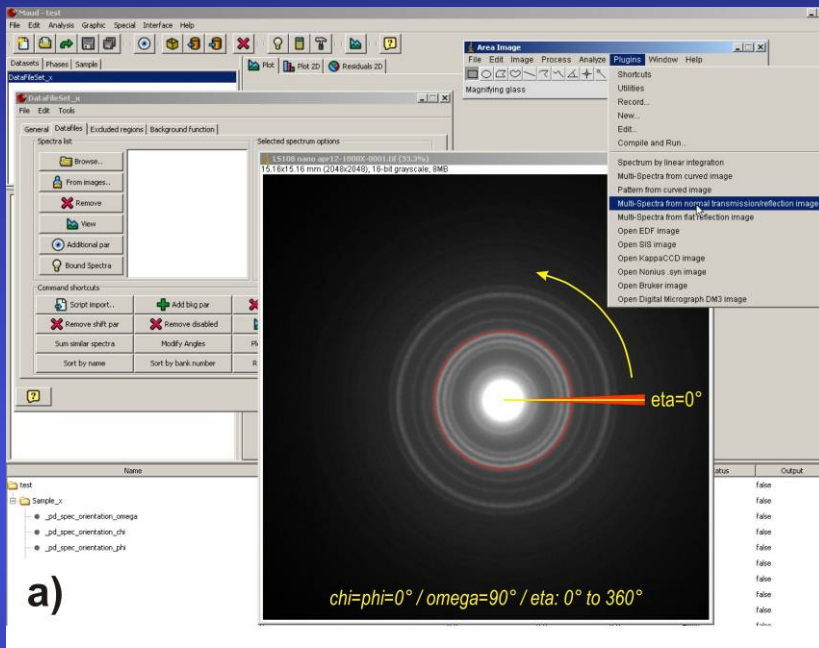 Maud - test
File Edit Analysis Graphic Special Interface Help
Datasets Phases Sample
Plot Plot 2D Residuals 2D
DataFileSet_x
DataFileSet_x
File Edit Tools
General Datafiles Excluded regions Background function
Spectra list
Selected spectrum options
Browse...
From images...
Remove
View
Additional par
Bound Spectra
Command shortcuts
Script import..
Add bkg par
Remove shift par
Remove disabled
Sum similar spectra
Modify Angles
Sort by name
Sort by bank number
Area Image
File Edit Image Process Analyze Plugins Window Help
Magnifying glass
Shortcuts
Utilities
Record...
New...
Edit...
Compile and Run...
Spectrum by linear integration
Multi-Spectra from curved image
Pattern from curved image
Multi-Spectra from normal transmission/reflection image
Multi-Spectra from flat reflection image
Open EDF image
Open SIS image
Open KappaCCD image
Open Nonius .syn image
Open Bruker image
Open Digital Micrograph DM3 image
LS108 nano apr12-1000X-0001.tif (33.3%)
15.16x15.16 mm (2048x2048); 16-bit grayscale; 8MB
eta=0°
chi=phi=0° / omega=90° / eta: 0° to 360°
Name
Output
test
false
Sample_x
false
_pd_spec_orientation_omega
false
_pd_spec_orientation_chi
false
_pd_spec_orientation_phi
false
false
false
false
false
a)